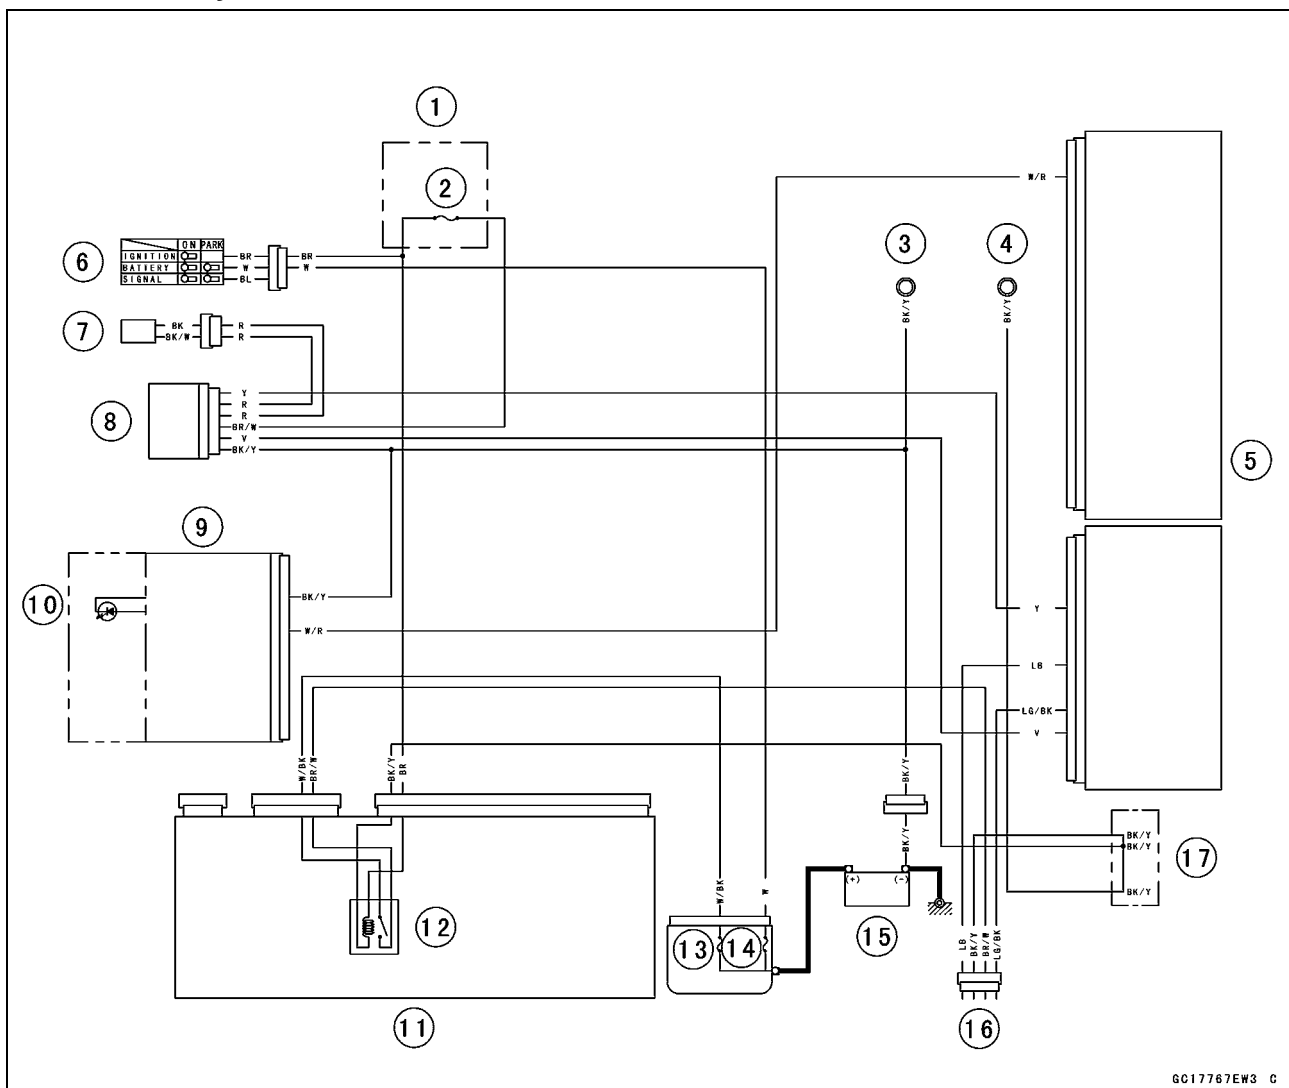 1
2
W/R
3
4
6
ON PARK
IGNITION
BATTERY
SIGNAL
BR
W
BL
BR
W
BK/Y
BK/Y
7
BK
BK/W
R
R
8
Y
R
R
BR/W
V
BK/Y
5
9
10
BK/Y
W/R
Y
LB
LG/BK
V
W/BK
BR/W
BK/Y
BR
BK/Y
BK/Y
BK/Y
BK/Y
BK/Y
17
(+)
(-)
W/BK
W
12
13
14
15
LB
BK/Y
BR/W
LG/BK
11
16
GC17767EW3 C